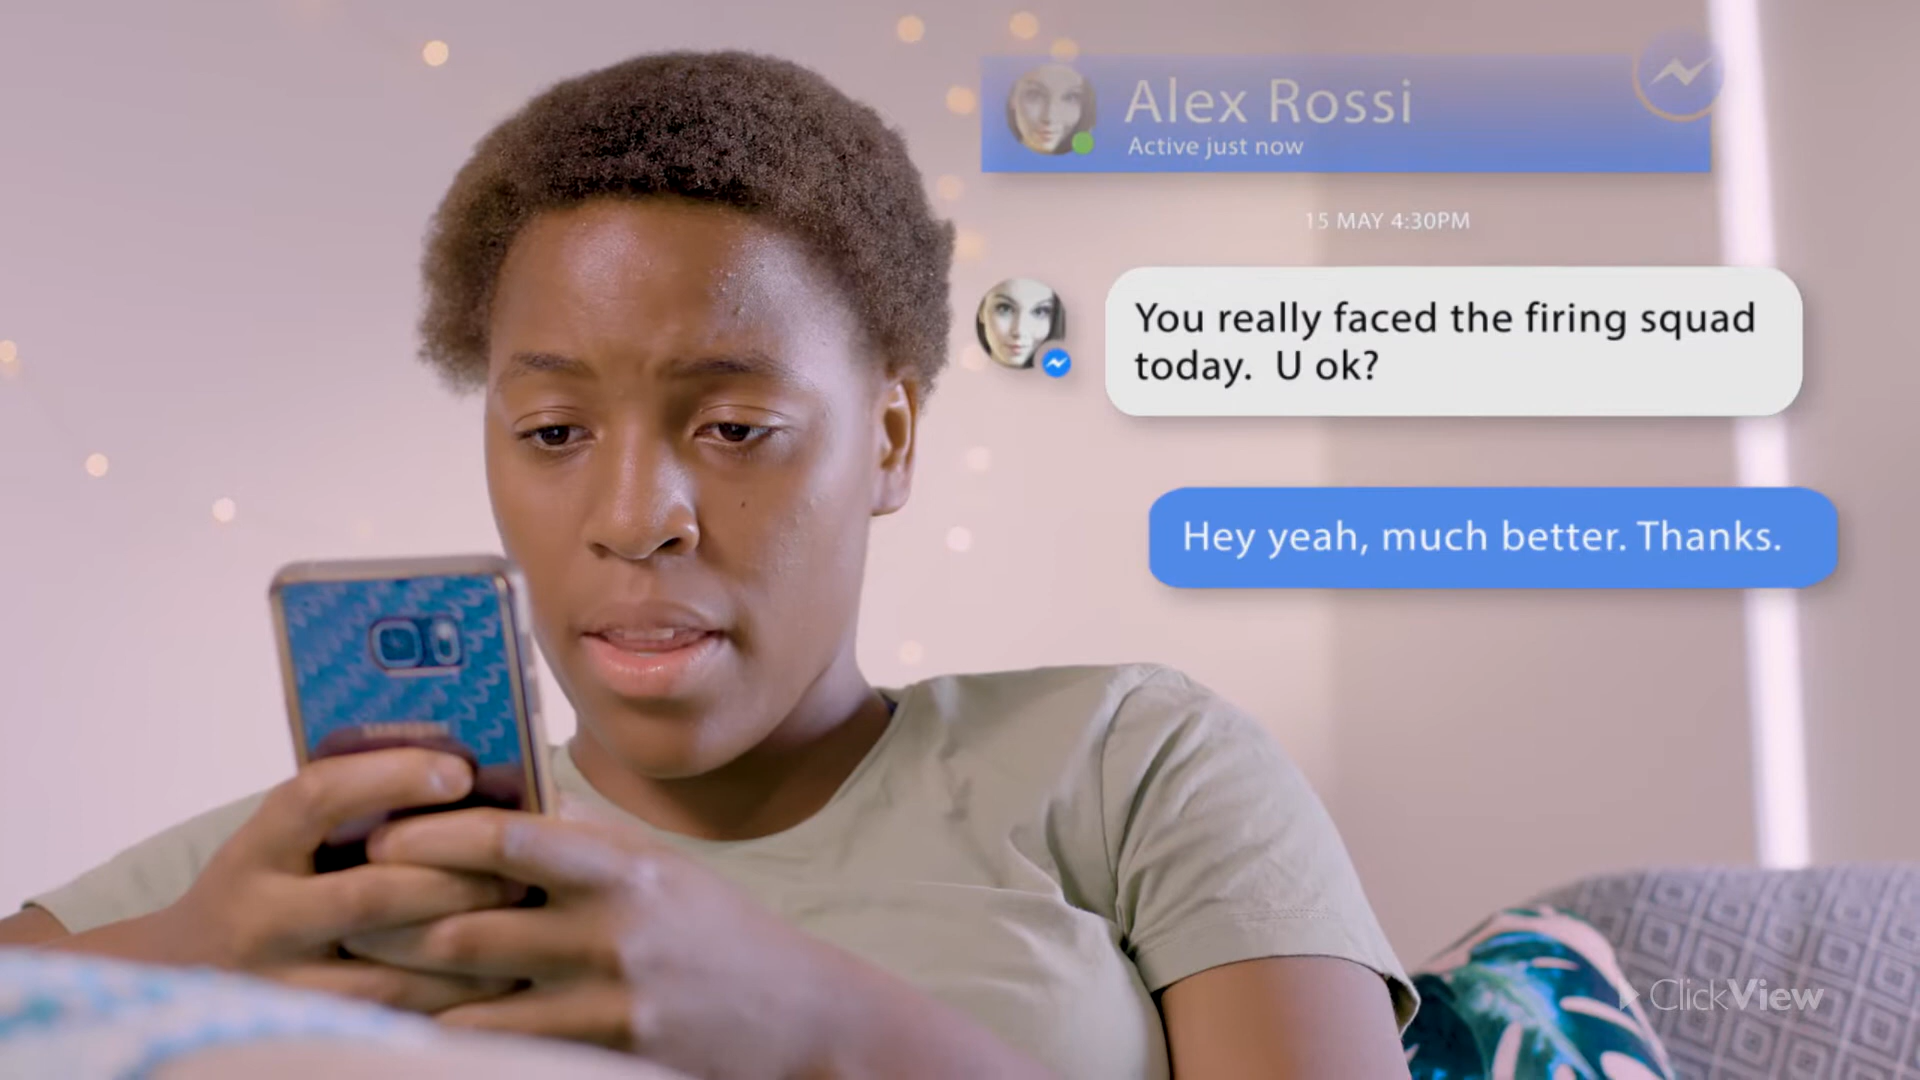 Alex Rossi
Active just now
15 MAY 4:30PM
You really faced the firing squad
today. U ok?
Hey yeah, much better. Thanks.
SAMSUNG
ClickView